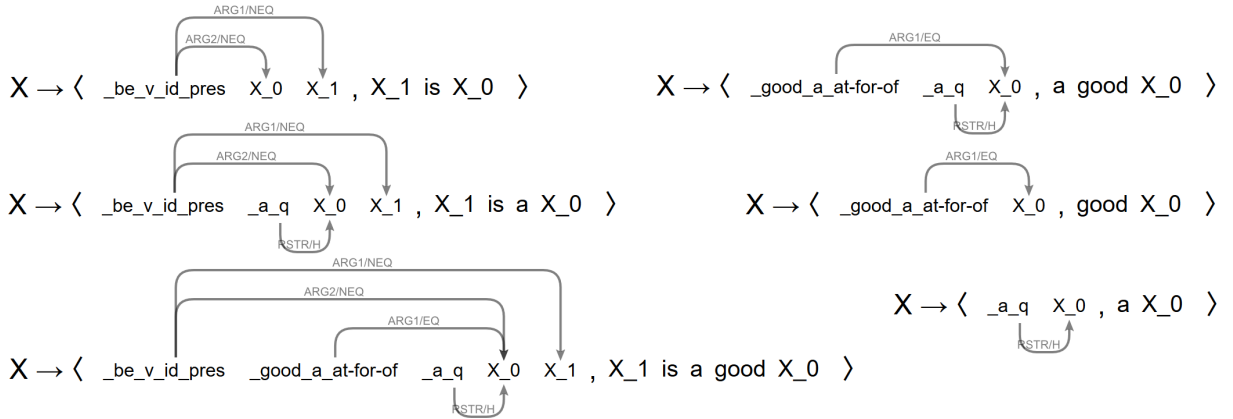 ARG1/NEQ
ARG2/NEQ
X → ⟨ _be_v_id_pres X_0 X_1 , X_1 is X_0 ⟩
ARG1/EQ
X → ⟨ _good_a_at-for-of _a_q X_0 , a good X_0 ⟩
RSTR/H
ARG1/NEQ
ARG2/NEQ
X → ⟨ _be_v_id_pres _a_q X_0 X_1 , X_1 is a X_0 ⟩
RSTR/H
ARG1/EQ
X → ⟨ _good_a_at-for-of X_0 , good X_0 ⟩
ARG1/NEQ
ARG2/NEQ
ARG1/EQ
X → ⟨ _be_v_id_pres _good_a_at-for-of _a_q X_0 X_1 , X_1 is a good X_0 ⟩
RSTR/H
X → ⟨ _a_q X_0 , a X_0 ⟩
RSTR/H